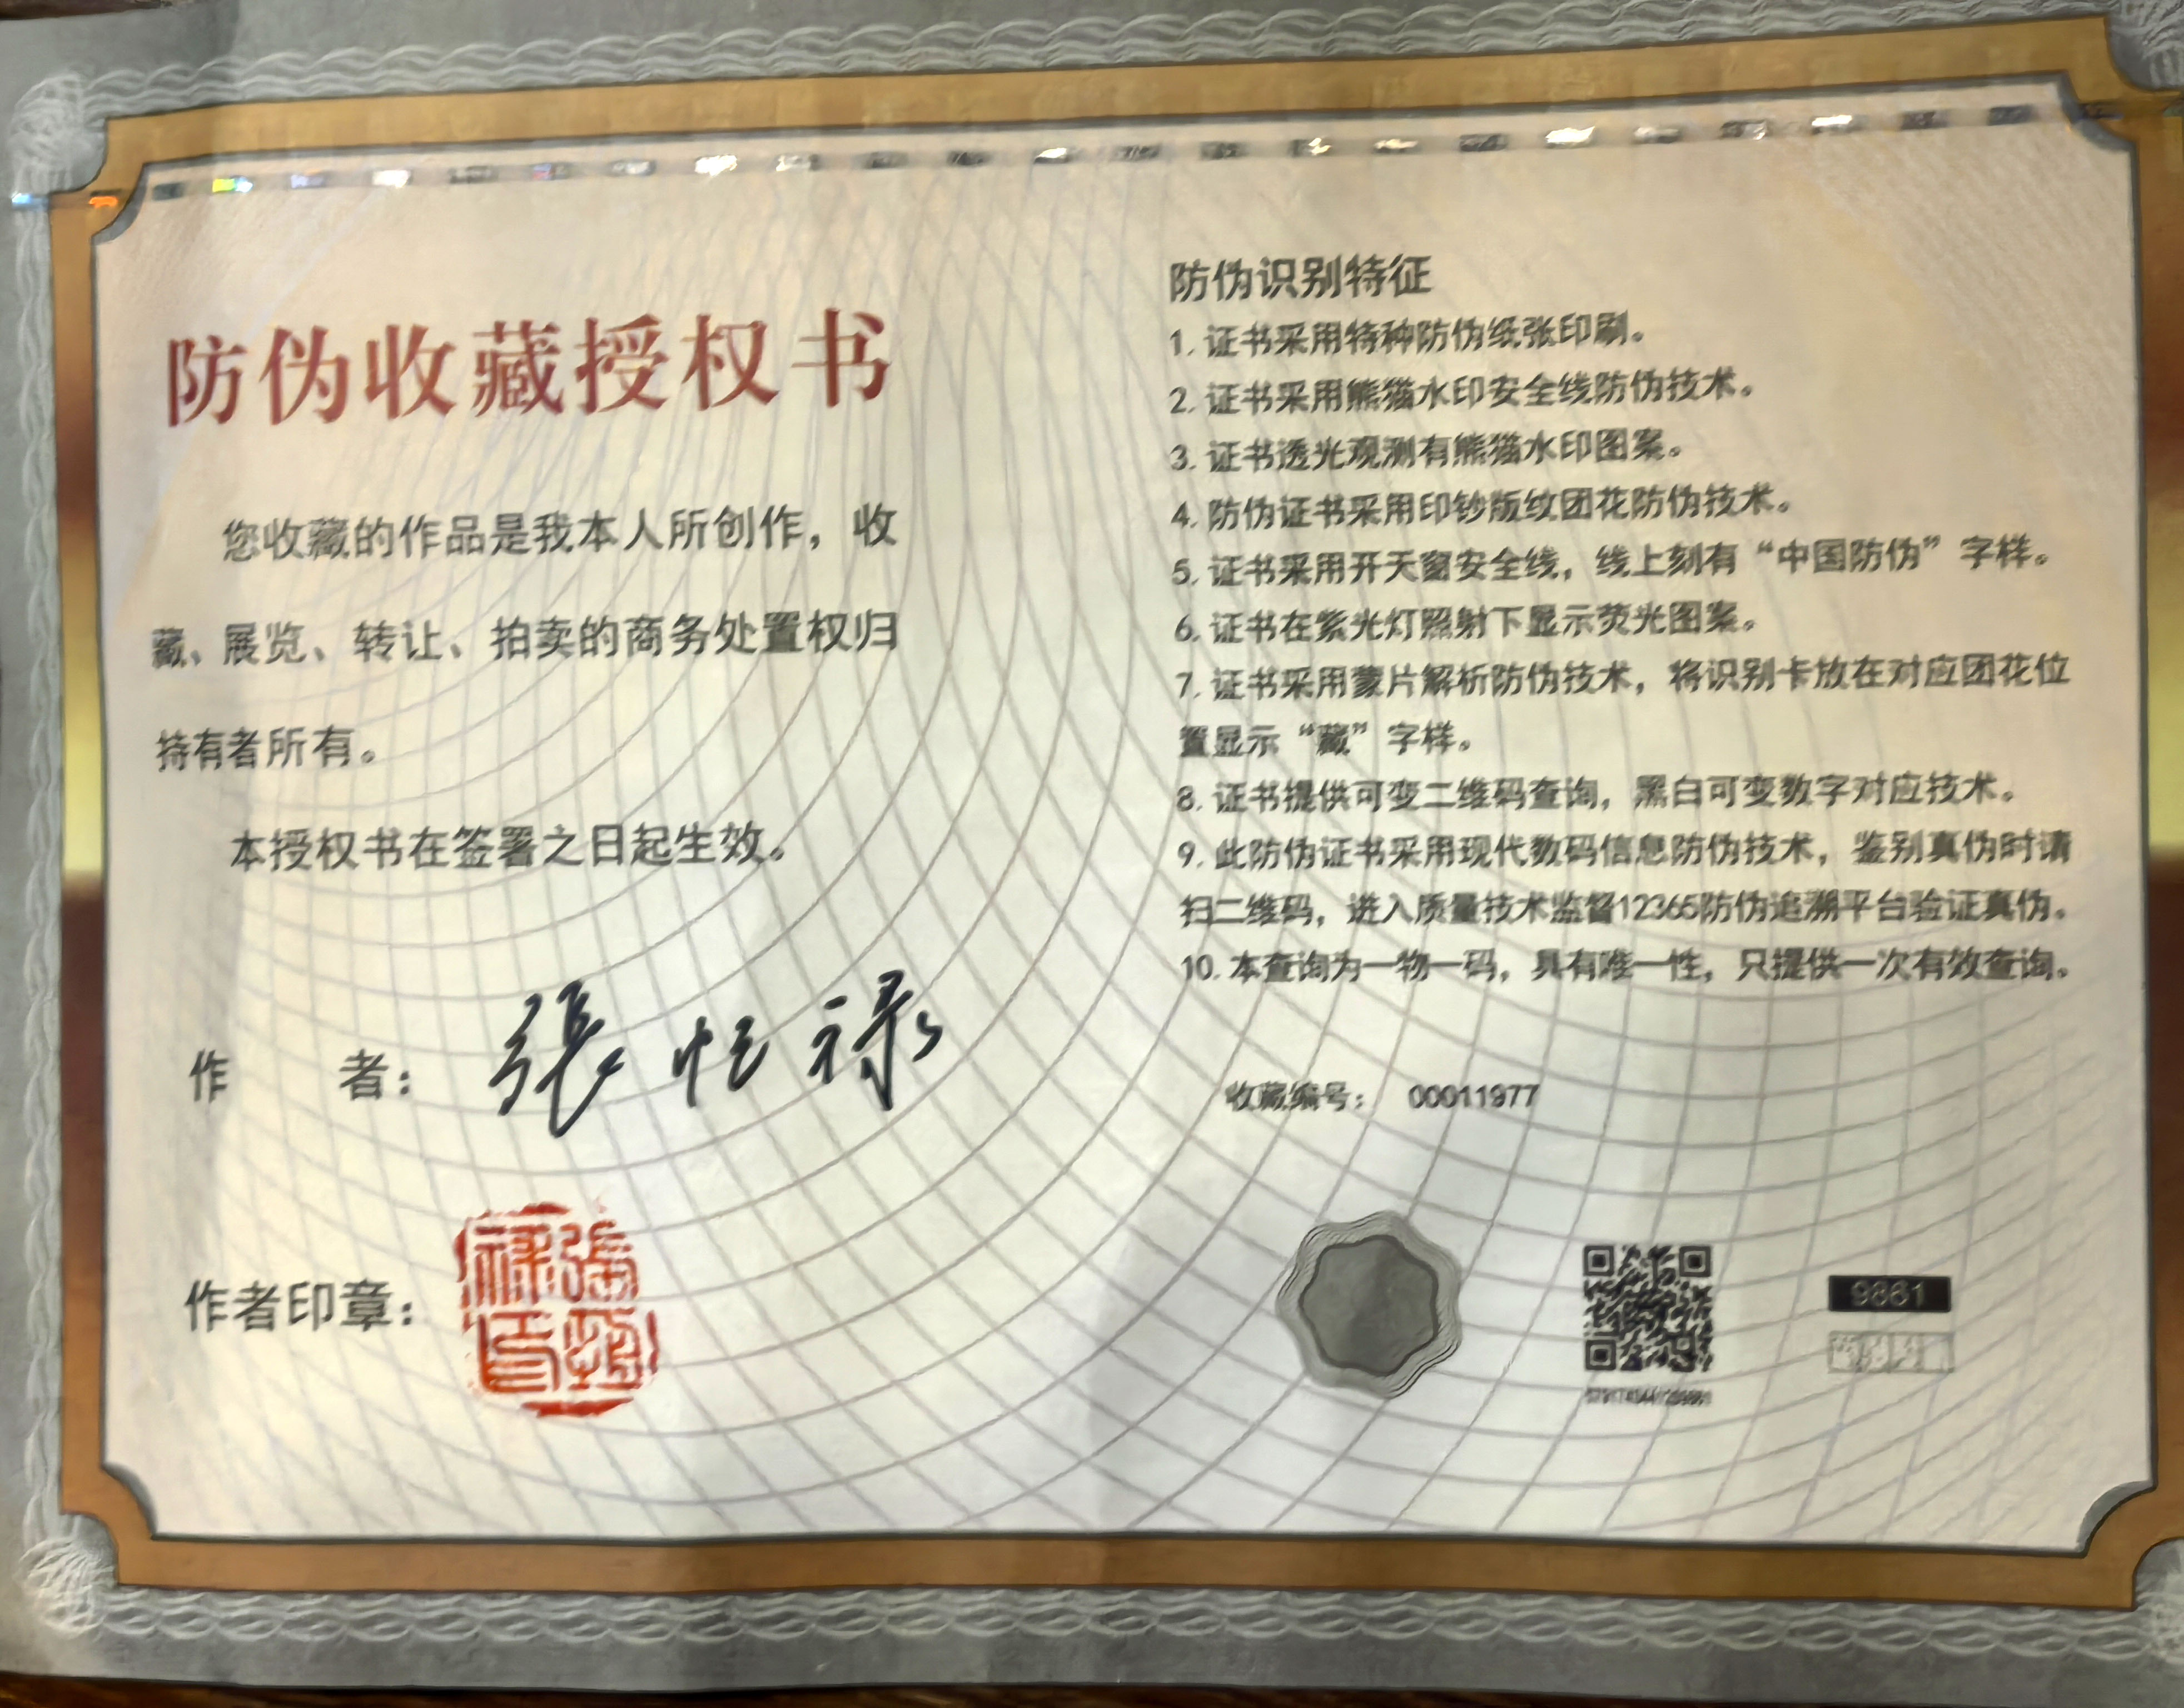 防伪收藏授权书
您收藏的作品是我本人所创作，收
藏、展览、转让、拍卖的商务处置权归
持有者所有。
本授权书在签署之日起生效。
作 者：張恒禄
作者印章：
防伪识别特征
1. 证书采用特种防伪纸张印刷。
2. 证书采用熊猫水印安全线防伪技术。
3. 证书透光观测有熊猫水印图案。
4. 防伪证书采用印钞版纹团花防伪技术。
5. 证书采用开天窗安全线，线上刻有“中国防伪”字样。
6. 证书在紫光灯照射下显示荧光图案。
7. 证书采用蒙片解析防伪技术，将识别卡放在对应团花位
置显示“藏”字样。
8. 证书提供可变二维码查询，黑白可变数字对应技术。
9. 此防伪证书采用现代数码信息防伪技术，鉴别真伪时请
扫二维码，进入质量技术监督12365防伪追溯平台验证真伪。
10. 本查询为一物一码，具有唯一性，只提供一次有效查询。
收藏编号： 00011977